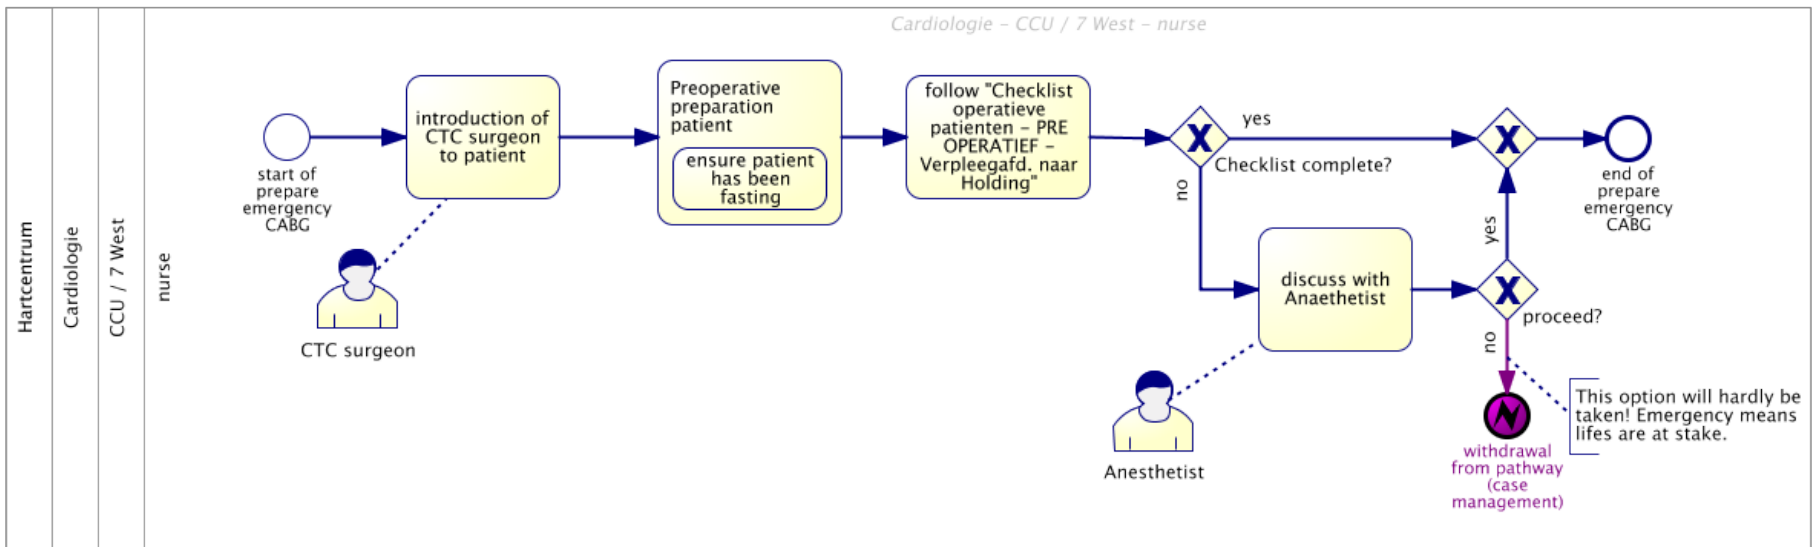 Cardiologie – CCU / 7 West – nurse
Hartcentrum
Cardiologie
CCU / 7 West
nurse
start of
prepare
emergency
CABG
introduction of
CTC surgeon
to patient
CTC surgeon
Preoperative
preparation
patient
ensure patient
has been
fasting
follow "Checklist
operatieve
patienten – PRE
OPERATIEF –
Verpleegafd. naar
Holding"
X
yes
Checklist complete?
no
discuss with
Anaethetist
Anesthetist
X
end of
prepare
emergency
CABG
yes
X
proceed?
no
This option will hardly be
taken! Emergency means
lifes are at stake.
withdrawal
from pathway
(case
management)